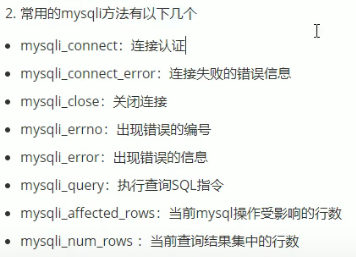 2. 常用的mysqli方法有以下几个
mysqli_connect：连接认证
mysqli_connect_error：连接失败的错误信息
mysqli_close：关闭连接
mysqli_errno：出现错误的编号
mysqli_error：出现错误的信息
mysqli_query：执行查询SQL指令
mysqli_affected_rows：当前mysql操作受影响的行数
mysqli_num_rows ：当前查询结果集中的行数